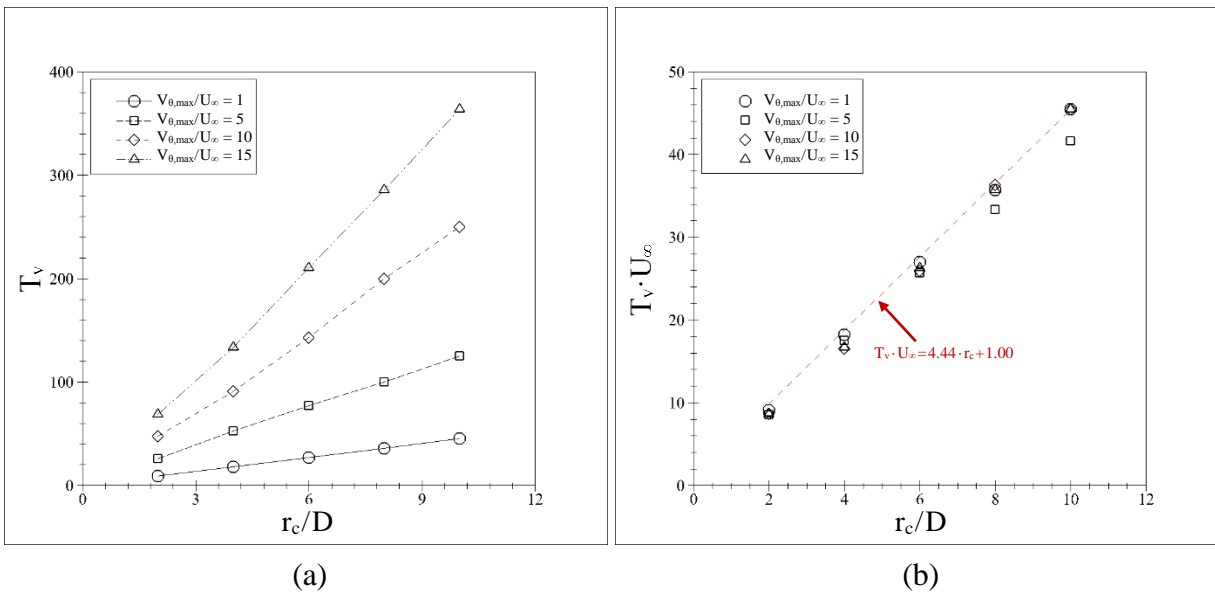 400
300
200
100
0
T_v
V_θ,max/U_∞ = 1
V_θ,max/U_∞ = 5
V_θ,max/U_∞ = 10
V_θ,max/U_∞ = 15
0
3
6
9
12
r_c/D
(a)
50
40
30
20
10
0
T_v·U_∞
V_θ,max/U_∞ = 1
V_θ,max/U_∞ = 5
V_θ,max/U_∞ = 10
V_θ,max/U_∞ = 15
T_v·U_∞=4.44·r_c+1.00
0
2
4
6
8
10
12
r_c/D
(b)